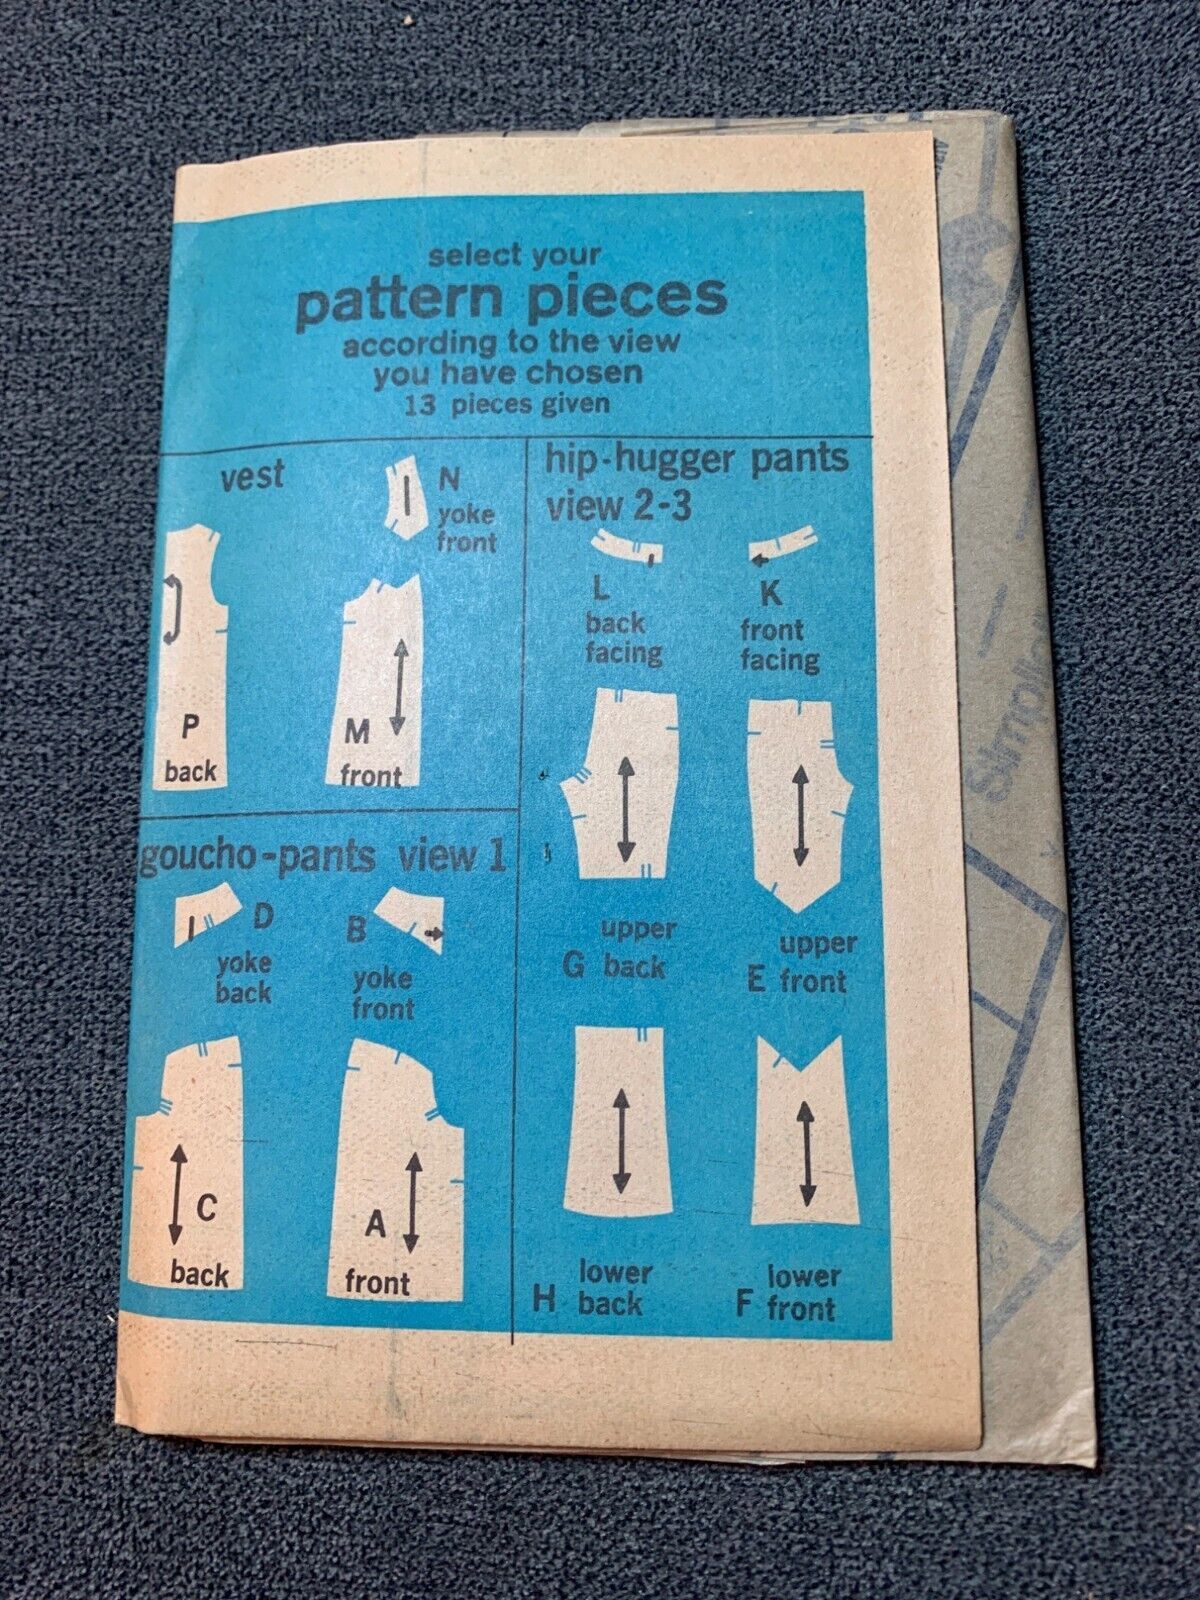 select your
pattern pieces
according to the view
you have chosen
13 pieces given
vest
N
yoke
front
P
back
M
front
hip-hugger pants
view 2-3
L
back
facing
K
front
facing
upper
G back
upper
E front
lower
H back
lower
F front
goucho-pants view 1
D
yoke
back
B
yoke
front
C
back
A
front